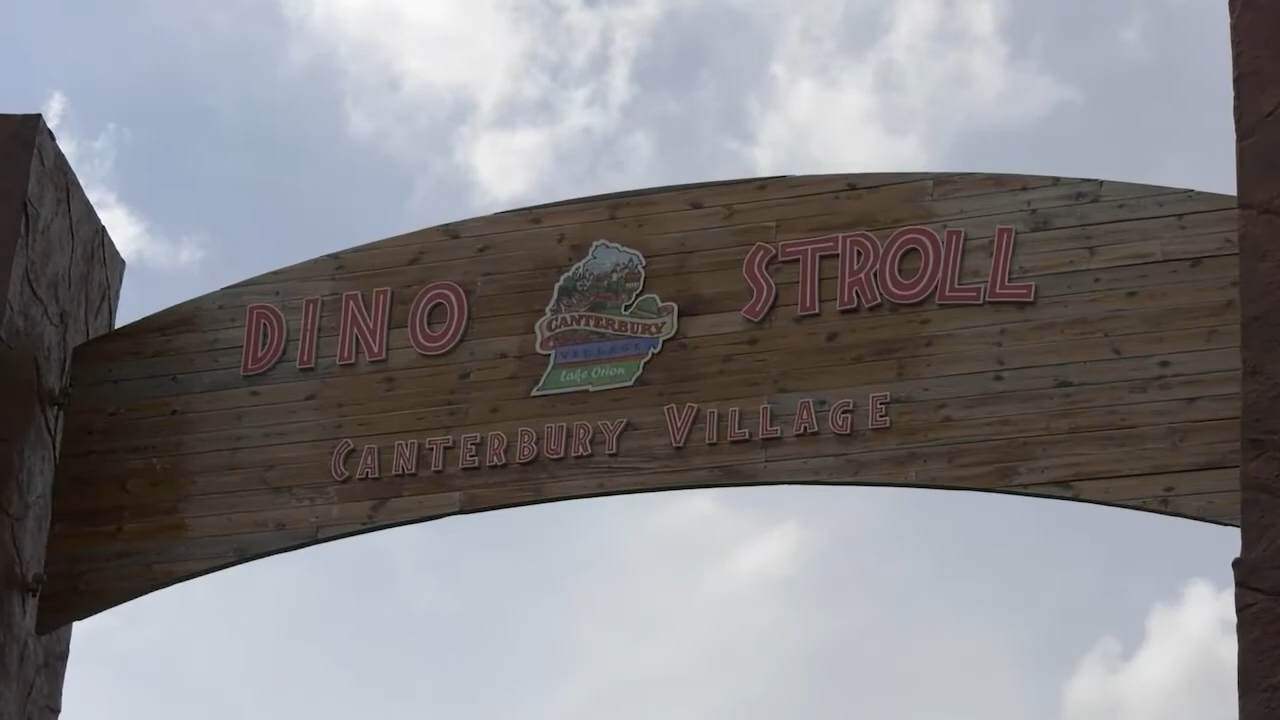 DINO STROLL
CANTERBURY
VILLAGE
Lake Orion
CANTERBURY VILLAGE